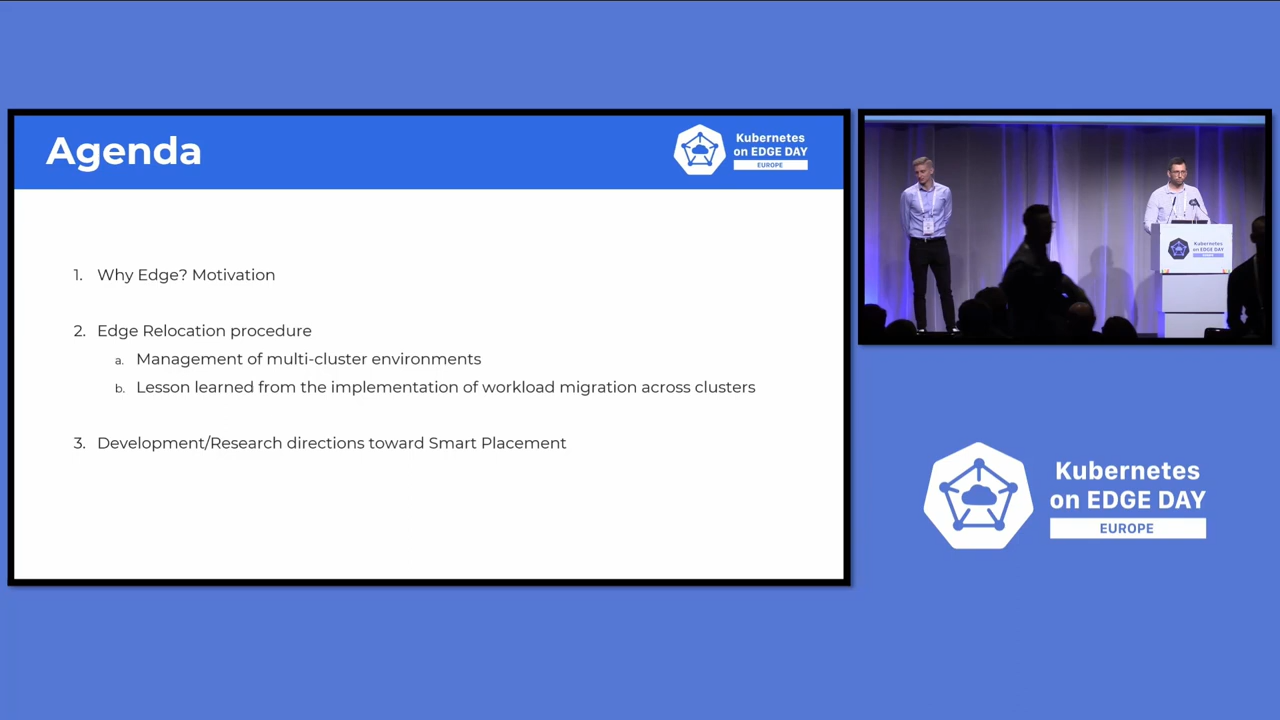 Agenda
Kubernetes
on EDGE DAY
EUROPE
1. Why Edge? Motivation
2. Edge Relocation procedure
a. Management of multi-cluster environments
b. Lesson learned from the implementation of workload migration across clusters
3. Development/Research directions toward Smart Placement
Kubernetes
on EDGE DAY
Kubernetes
on EDGE DAY
EUROPE